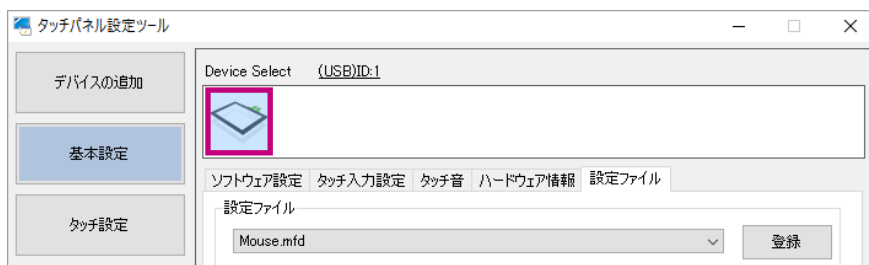 タッチパネル設定ツール
デバイスの追加
基本設定
タッチ設定
Device Select (USB)ID:1
ソフトウェア設定 タッチ入力設定 タッチ音 ハードウェア情報 設定ファイル
設定ファイル
Mouse.mfd 登録